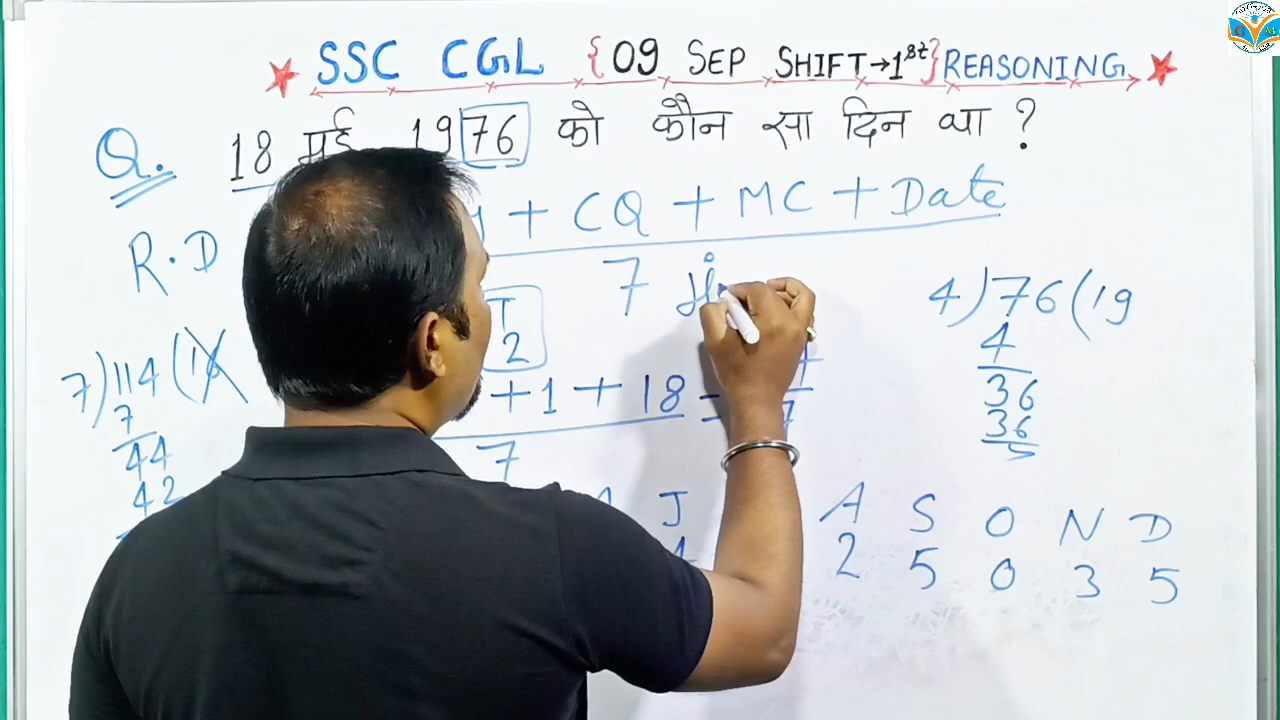 SSC CGL {09 SEP SHIFT→1st} REASONING
Q. 18 मई 1976 को कौन सा दिन था ?
+ CQ + MC + Date
R.D
7
4)76(19
4
36
36
T
2
7)114(16
7
44
42
+1 + 18 =
7
7
J A S O N D
2 5 0 3 5